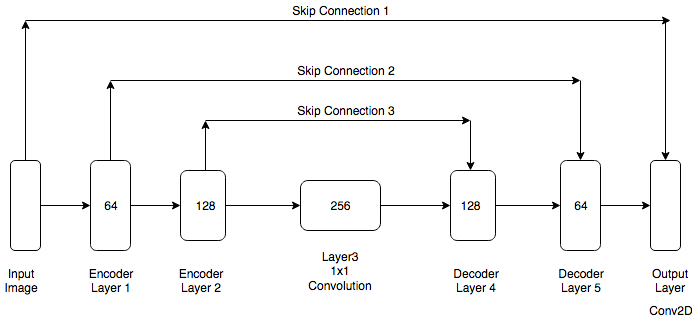 Skip Connection 1
Skip Connection 2
Skip Connection 3
64
128
256
128
64
Input
Image
Encoder
Layer 1
Encoder
Layer 2
Layer3
1x1
Convolution
Decoder
Layer 4
Decoder
Layer 5
Output
Layer
Conv2D